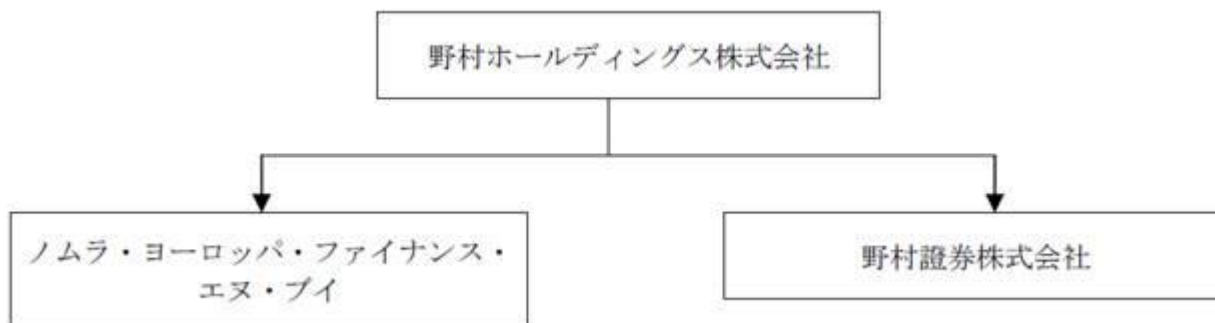 野村ホールディングス株式会社
ノムラ・ヨーロッパ・ファイナンス・
エヌ・ブイ
野村證券株式会社